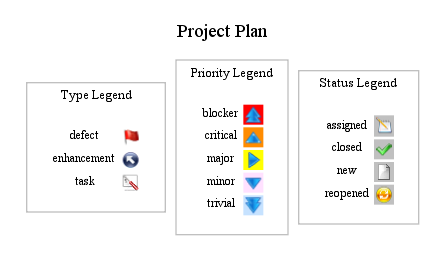 Project Plan
Type Legend
defect
enhancement
task
Priority Legend
blocker
critical
major
minor
trivial
Status Legend
assigned
closed
new
reopened